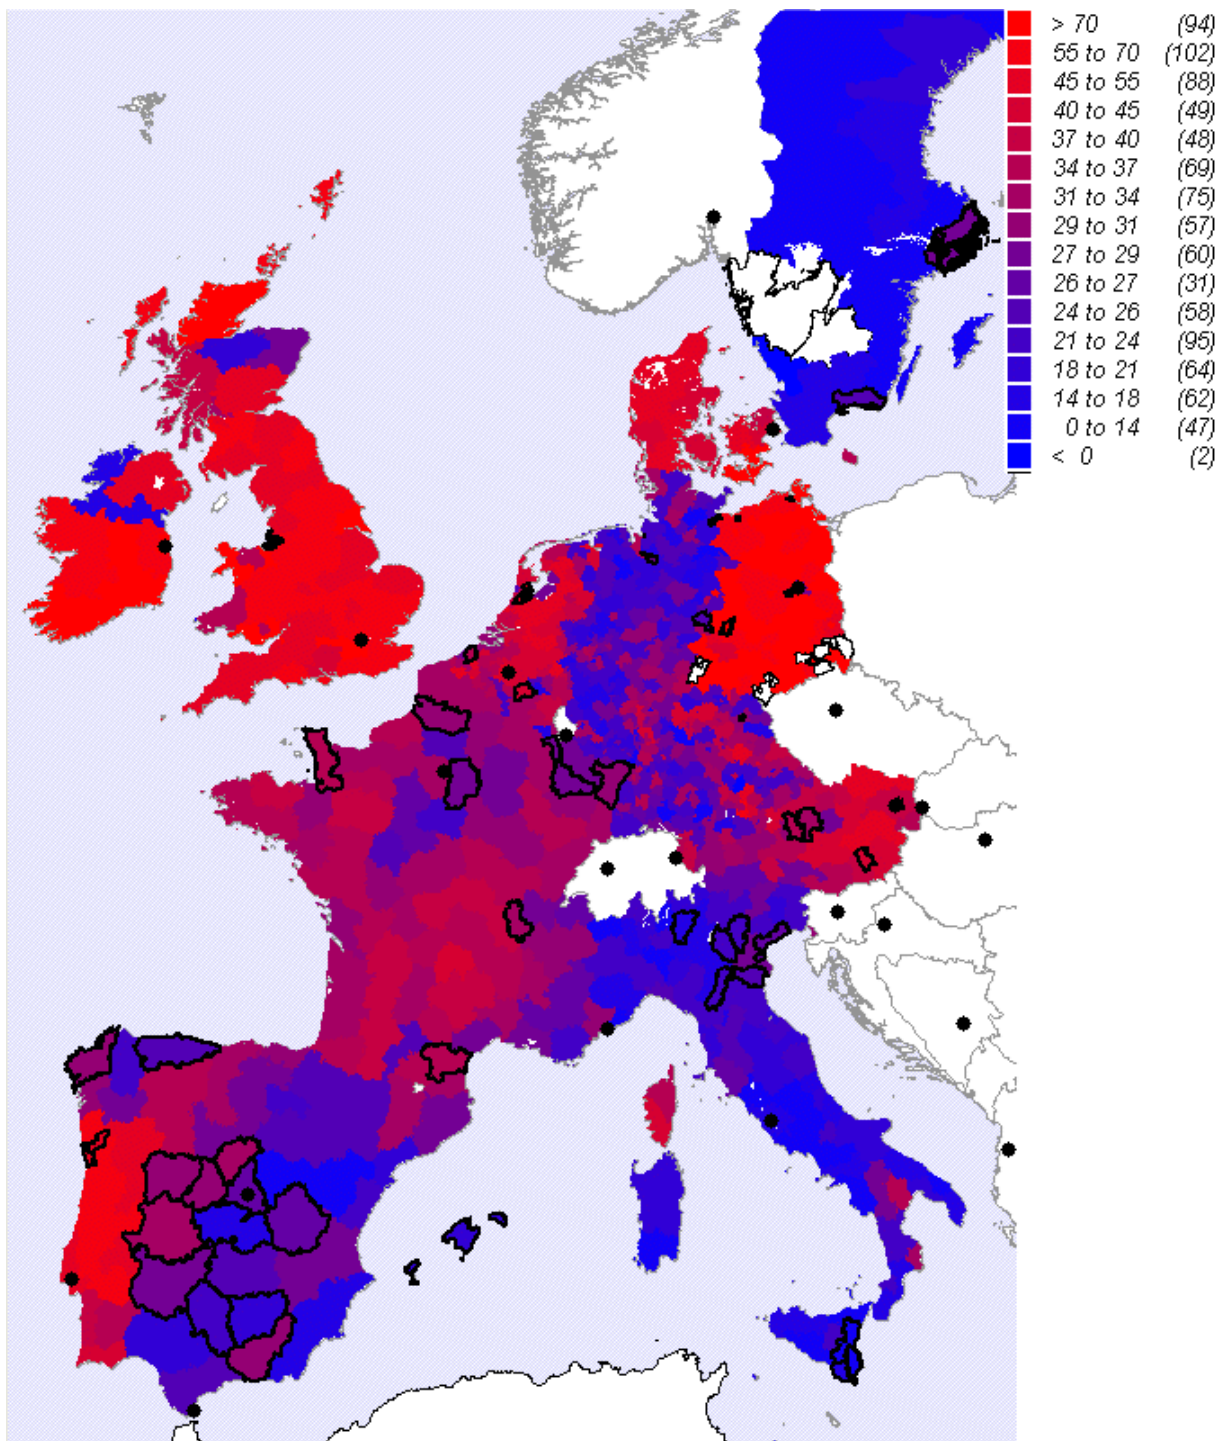 > 70 (94)
55 to 70 (102)
45 to 55 (88)
40 to 45 (49)
37 to 40 (48)
34 to 37 (69)
31 to 34 (75)
29 to 31 (57)
27 to 29 (60)
26 to 27 (31)
24 to 26 (58)
21 to 24 (95)
18 to 21 (64)
14 to 18 (62)
0 to 14 (47)
< 0 (2)